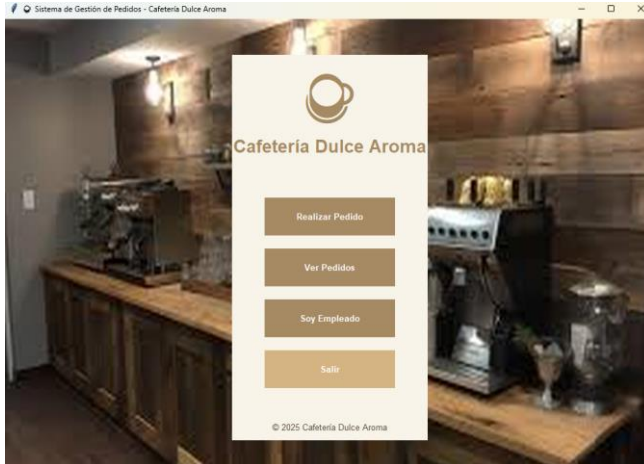 Sistema de Gestión de Pedidos - Cafetería Dulce Aroma
Cafetería Dulce Aroma
Realizar Pedido
Ver Pedidos
Soy Empleado
Salir
© 2025 Cafetería Dulce Aroma